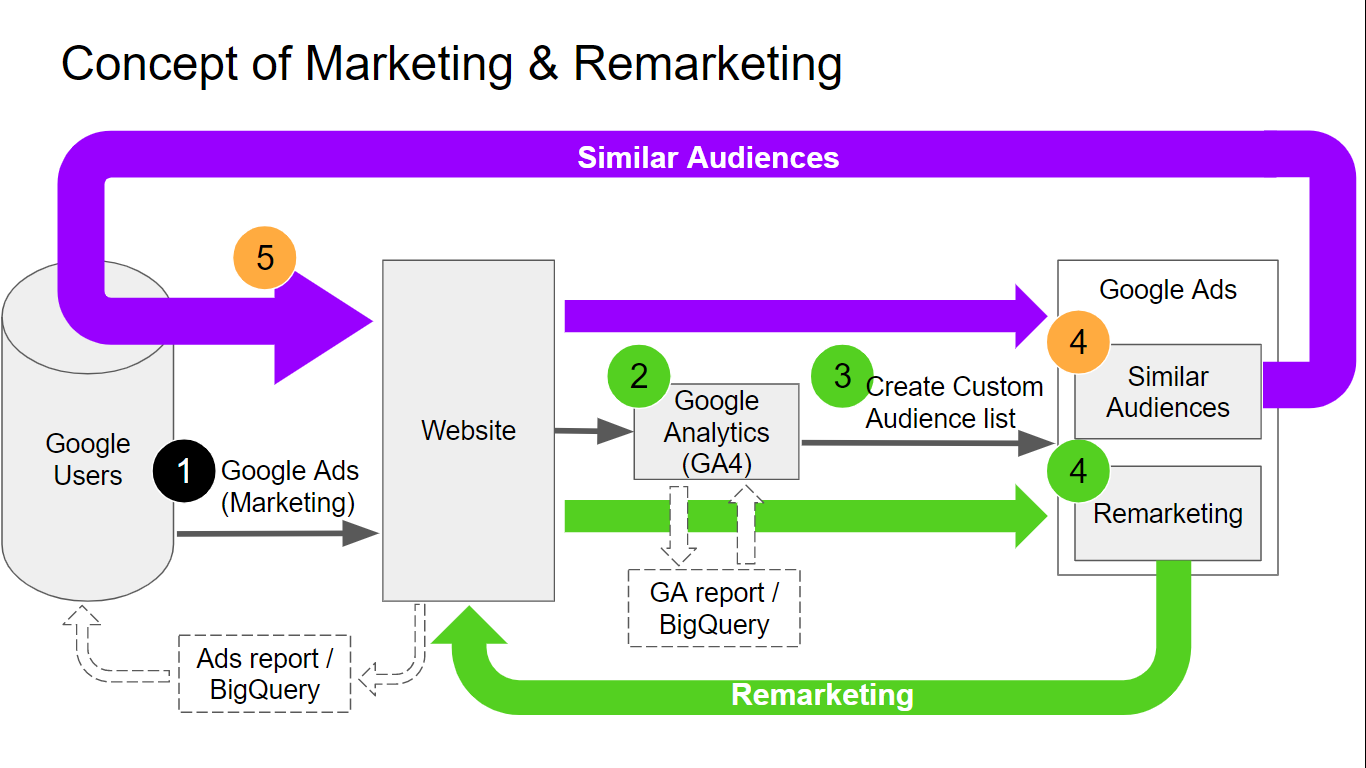 Concept of Marketing & Remarketing
Similar Audiences
5
Google Ads
4
Similar
Audiences
2
3
Create Custom
Audience list
Google
Analytics
(GA4)
Website
Google
Users
1
Google Ads
(Marketing)
4
Remarketing
GA report /
BigQuery
Ads report /
BigQuery
Remarketing